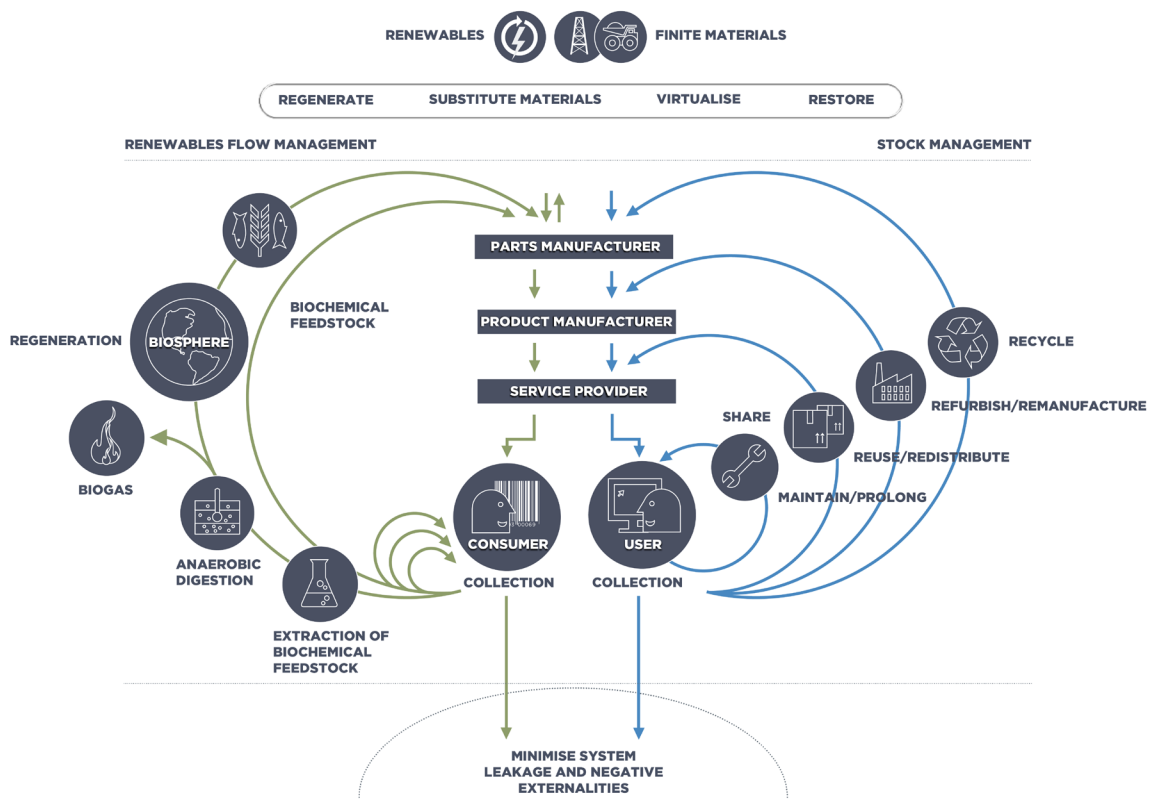 RENEWABLES
FINITE MATERIALS
REGENERATE
SUBSTITUTE MATERIALS
VIRTUALISE
RESTORE
RENEWABLES FLOW MANAGEMENT
STOCK MANAGEMENT
PARTS MANUFACTURER
BIOCHEMICAL
FEEDSTOCK
PRODUCT MANUFACTURER
REGENERATION
BIOSPHERE
RECYCLE
SERVICE PROVIDER
REFURBISH/REMANUFACTURE
SHARE
REUSE/REDISTRIBUTE
BIOGAS
MAINTAIN/PROLONG
CONSUMER
USER
ANAEROBIC
DIGESTION
COLLECTION
COLLECTION
EXTRACTION OF
BIOCHEMICAL
FEEDSTOCK
MINIMISE SYSTEM
LEAKAGE AND NEGATIVE
EXTERNALITIES